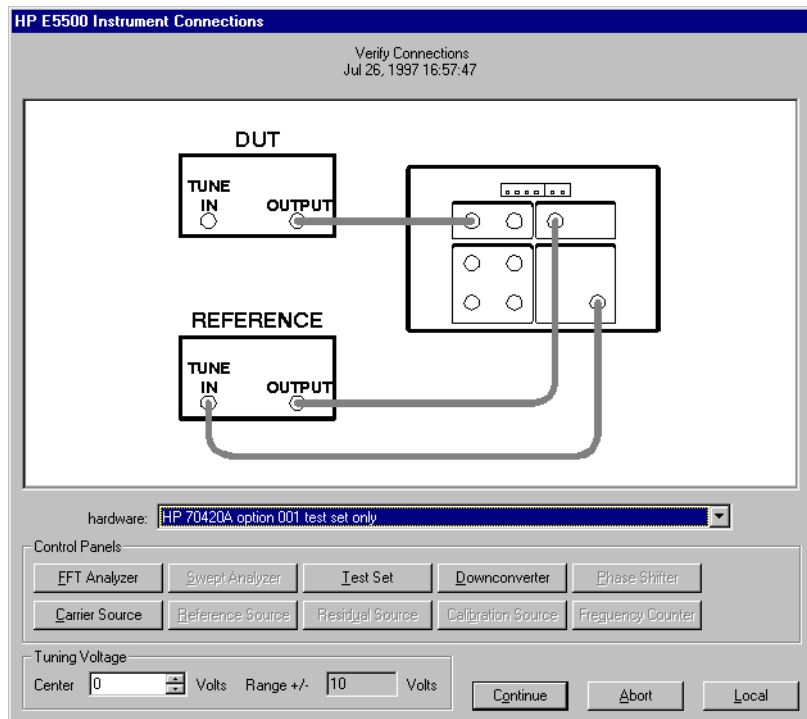 HP E5500 Instrument Connections
Verify Connections
Jul 26, 1997 16:57:47
DUT
TUNE
IN OUTPUT
REFERENCE
TUNE
IN OUTPUT
hardware: HP 70420A option 001 test set only
Control Panels
FFT Analyzer Swept Analyzer Test Set Downconverter Phase Shifter
Carrier Source Reference Source Residual Source Calibration Source Frequency Counter
Tuning Voltage
Center 0 Volts Range +/- 10 Volts
Continue Abort Local